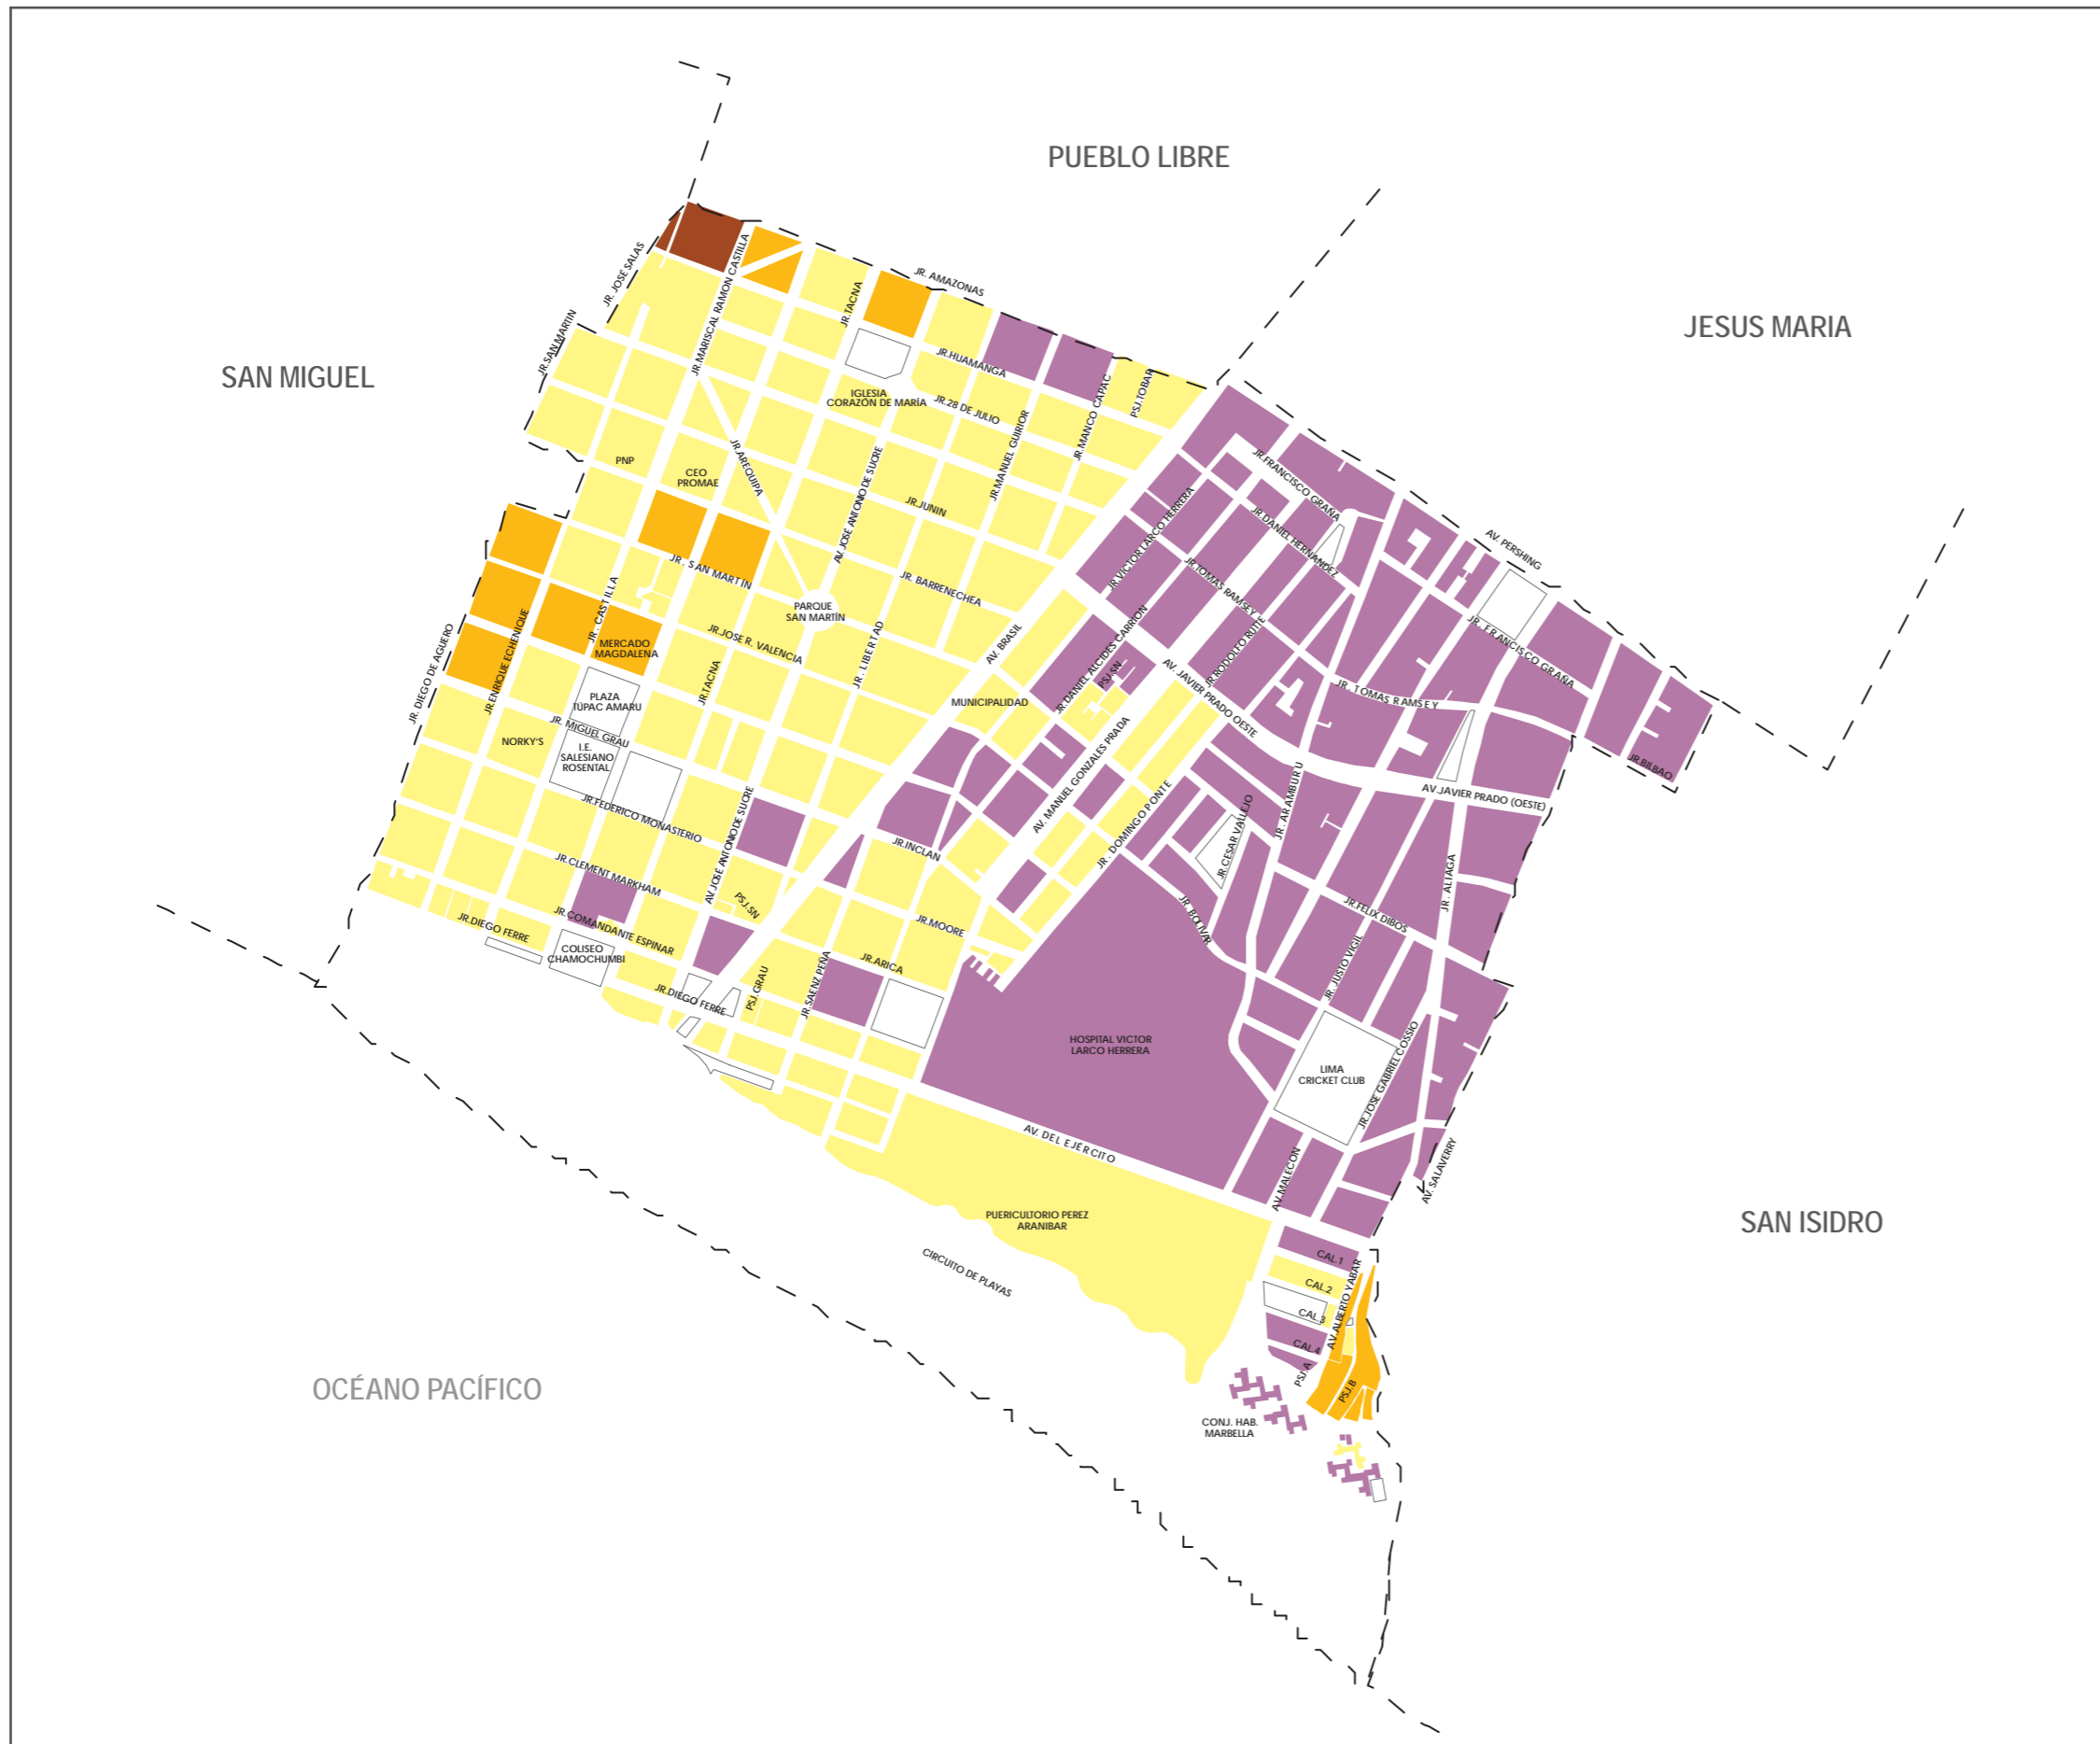 PUEBLO LIBRE
JESUS MARIA
SAN MIGUEL
SAN ISIDRO
OCÉANO PACÍFICO
JR. JOSÉ SALAS
JR.SAN MARTIN
JR.MARISCAL RAMON CASTILLA
JR.TACNA
JR. AMAZONAS
JR.HUAMANGA
IGLESIA
CORAZÓN DE MARÍA
JR.28 DE JULIO
JR.MANCO CAPAC
PSJ.TOBAR
JR.MANUEL GUIRIOR
PNP
CEO
PROMAE
JR.AREQUIPA
AV. JOSÉ ANTONIO DE SUCRE
JR.JUNIN
JR. BARRENECHEA
JR. SAN MARTIN
PARQUE
SAN MARTÍN
JR. CASTILLA
MERCADO
MAGDALENA
JR.JOSE R. VALENCIA
JR. LIBERTAD
AV. BRASIL
JR. DIEGO DE AGUERO
JR.ENRIQUE ECHENIQUE
JR.TACNA
PLAZA
TÚPAC AMARU
JR. MIGUEL GRAU
NORKY'S
I.E.
SALESIANO
ROSENTAL
MUNICIPALIDAD
JR.FEDERICO MONASTERIO
AV.JOSÉ ANTONIO DE SUCRE
JR.CLEMENT MARKHAM
PSJ.SN
JR.COMANDANTE ESPINAR
JR.DIEGO FERRE
COLISEO
CHAMOCHUMBI
JR.DIEGO FERRE
PSJ.GRAU
JR.SAENZ PEÑA
JR.ARICA
JR.MOORE
JR.INCLAN
JR.FRANCISCO GRAÑA
JR.VICTOR LARCO HERRERA
JR.DANIEL HERNANDEZ
JR.TOMAS RAMSEY
AV. PERSHING
JR. FRANCISCO GRAÑA
JR.DANIEL ALCIDES CARRION
PSJ.SN
JR.RODOLFO RUTIE
AV. JAVIER PRADO OESTE
JR. TOMAS RAMSEY
JR.BILBAO
AV. MANUEL GONZALES PRADA
JR. DOMINGO PONTE
AV.JAVIER PRADO (OESTE)
JR. ARAMBURU
JR.CESAR VALLEJO
JR. ALIAGA
JR. BOLIVAR
JR.FELIX DIBOS
JR. JUSTO VIGIL
HOSPITAL VICTOR
LARCO HERRERA
LIMA
CRICKET CLUB
JR.JOSE GABRIEL COSSIO
AV. DEL EJÉRCITO
AV. MALECON
AV. SALAVERRY
PUERICULTORIO PEREZ
ARANIBAR
CIRCUITO DE PLAYAS
CAL.1
CAL.2
CAL.3
CAL.4
AV.ALBERTO YABAR
PSJ.A
PSJ.B
CONJ. HAB.
MARBELLA